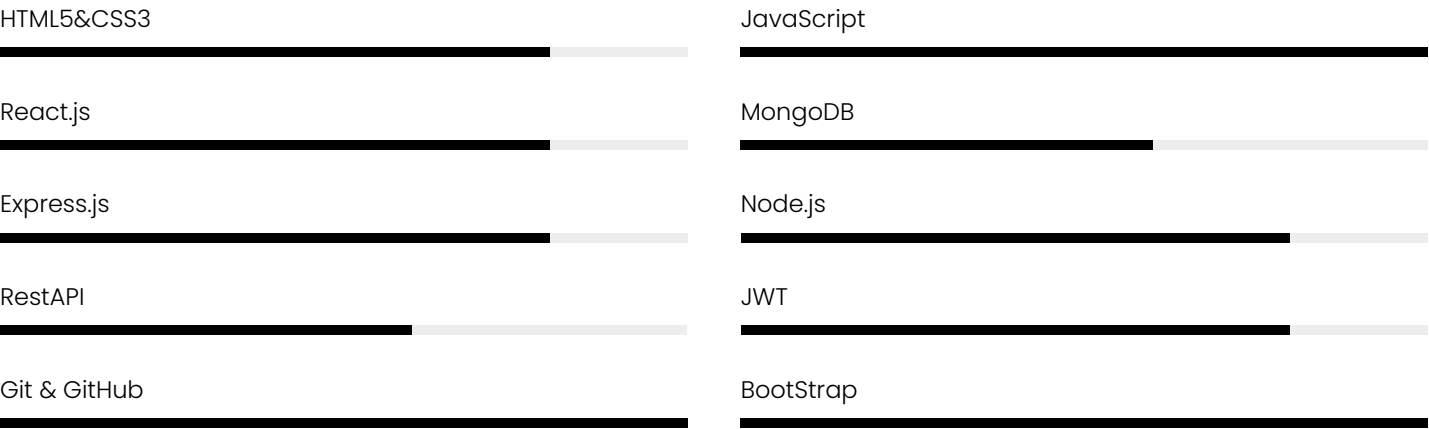 HTML5&CSS3
JavaScript
React.js
MongoDB
Express.js
Node.js
RestAPI
JWT
Git & GitHub
BootStrap